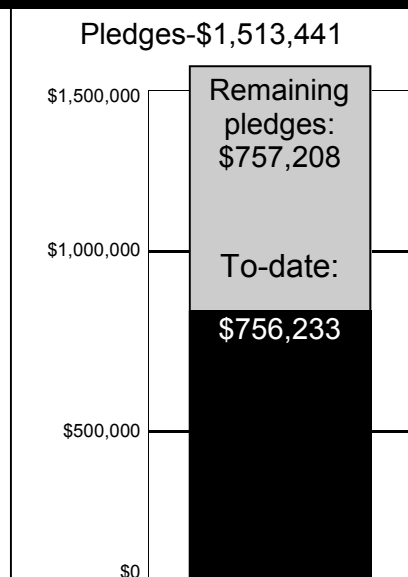 Pledges-$1,513,441
$1,500,000
Remaining
pledges:
$757,208
$1,000,000
To-date:
$756,233
$500,000
$0